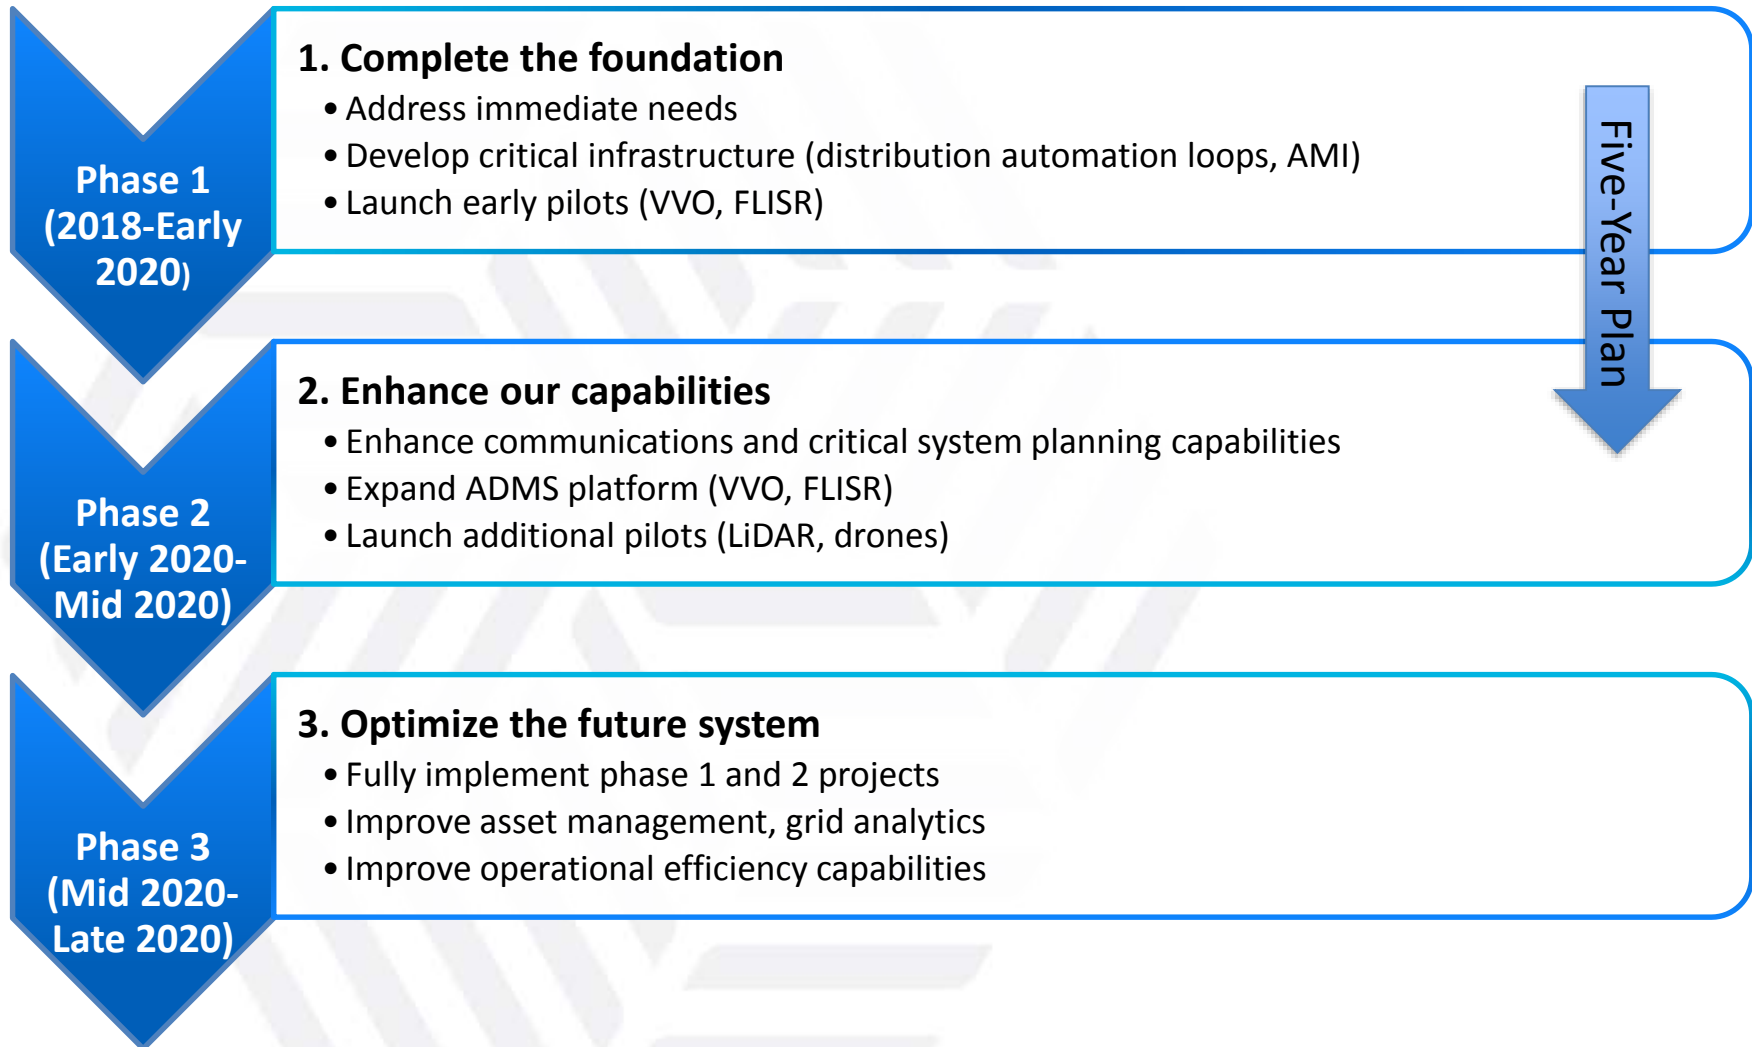 Phase 1
(2018-Early
2020)
1. Complete the foundation
• Address immediate needs
• Develop critical infrastructure (distribution automation loops, AMI)
• Launch early pilots (VVO, FLISR)
Five-Year Plan
Phase 2
(Early 2020-
Mid 2020)
2. Enhance our capabilities
• Enhance communications and critical system planning capabilities
• Expand ADMS platform (VVO, FLISR)
• Launch additional pilots (LiDAR, drones)
Phase 3
(Mid 2020-
Late 2020)
3. Optimize the future system
• Fully implement phase 1 and 2 projects
• Improve asset management, grid analytics
• Improve operational efficiency capabilities